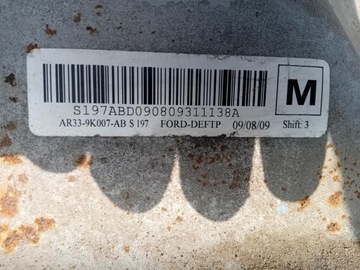 S197ABD090809311138A
AR33-9K007-AB S 197 FORD-DEFTP 09/08/09 Shift: 3
M